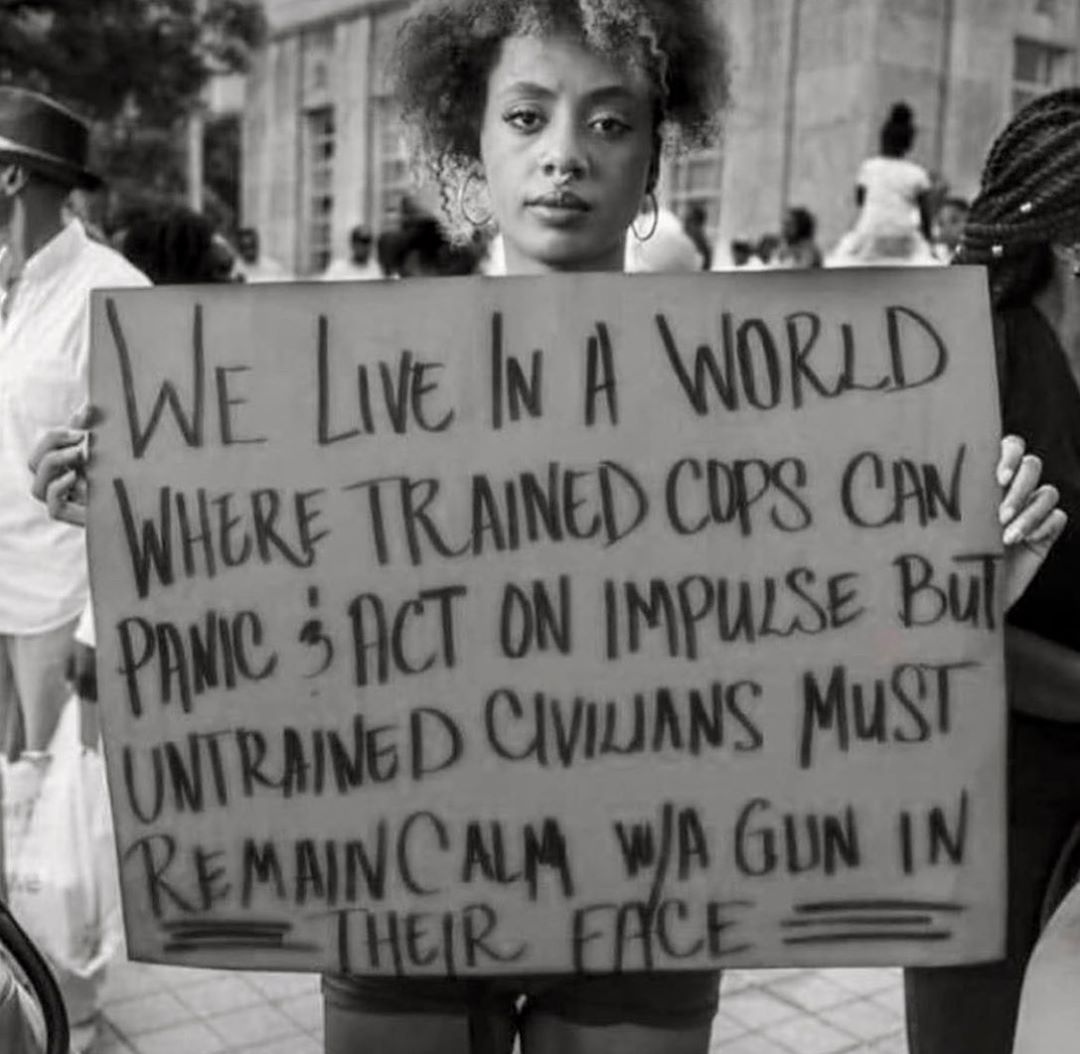 WE LIVE IN A WORLD
WHERE TRAINED COPS CAN
PANIC & ACT ON IMPULSE BUT
UNTRAINED CIVILIANS MUST
REMAIN CALM W/A GUN IN
THEIR FACE